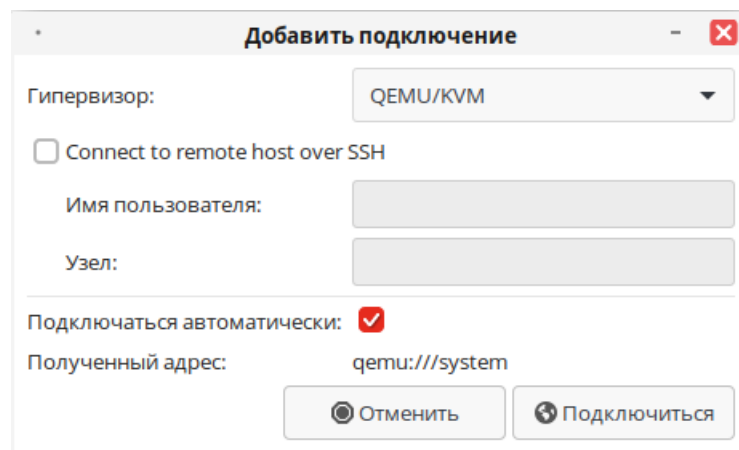 Добавить подключение
Гипервизор: QEMU/KVM
Connect to remote host over SSH
Имя пользователя:
Узел:
Подключаться автоматически:
Полученный адрес: qemu:///system
Отменить Подключиться